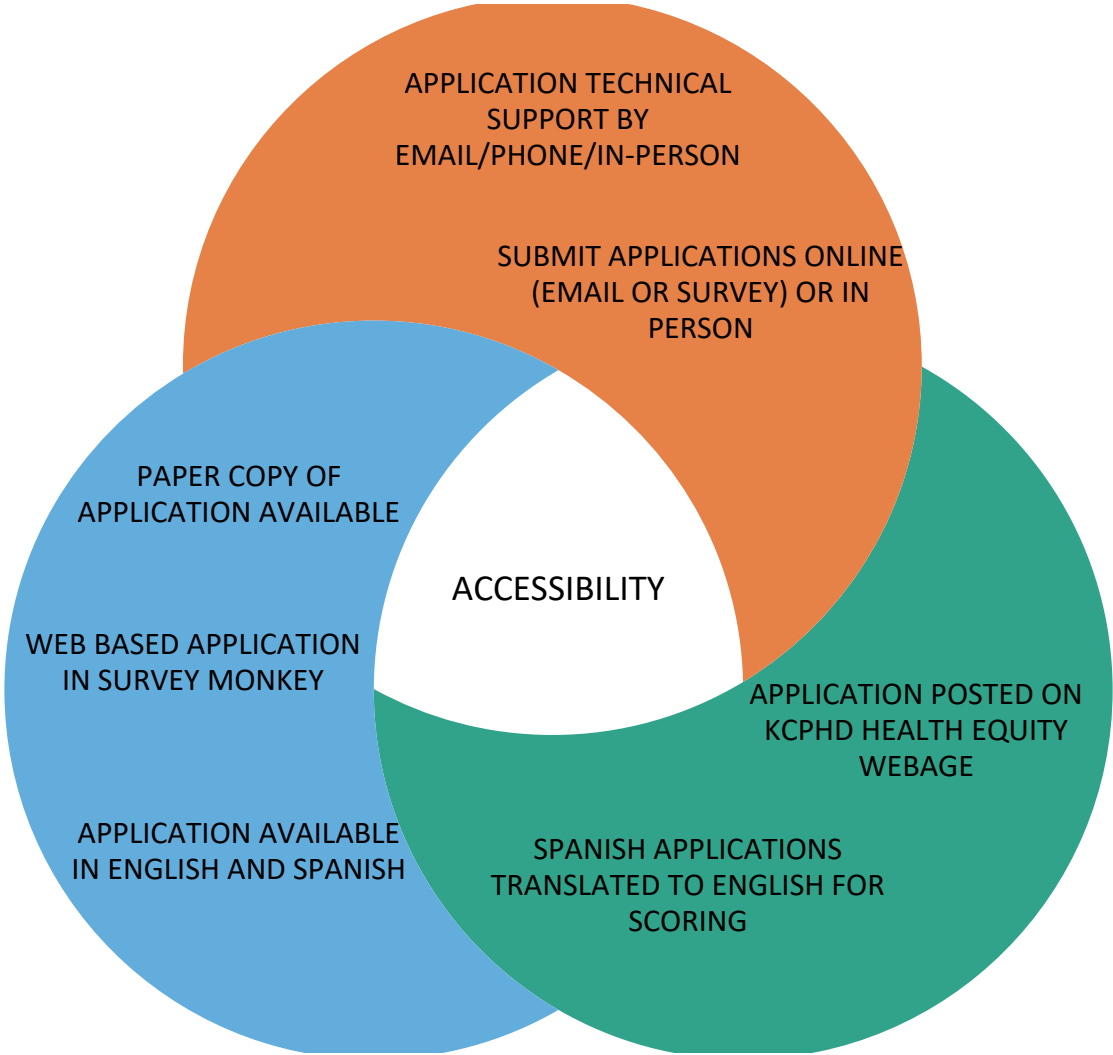 APPLICATION TECHNICAL
SUPPORT BY
EMAIL/PHONE/IN-PERSON
SUBMIT APPLICATIONS ONLINE
(EMAIL OR SURVEY) OR IN
PERSON
PAPER COPY OF
APPLICATION AVAILABLE
ACCESSIBILITY
WEB BASED APPLICATION
IN SURVEY MONKEY
APPLICATION POSTED ON
KCPHD HEALTH EQUITY
WEBAGE
APPLICATION AVAILABLE
IN ENGLISH AND SPANISH
SPANISH APPLICATIONS
TRANSLATED TO ENGLISH FOR
SCORING